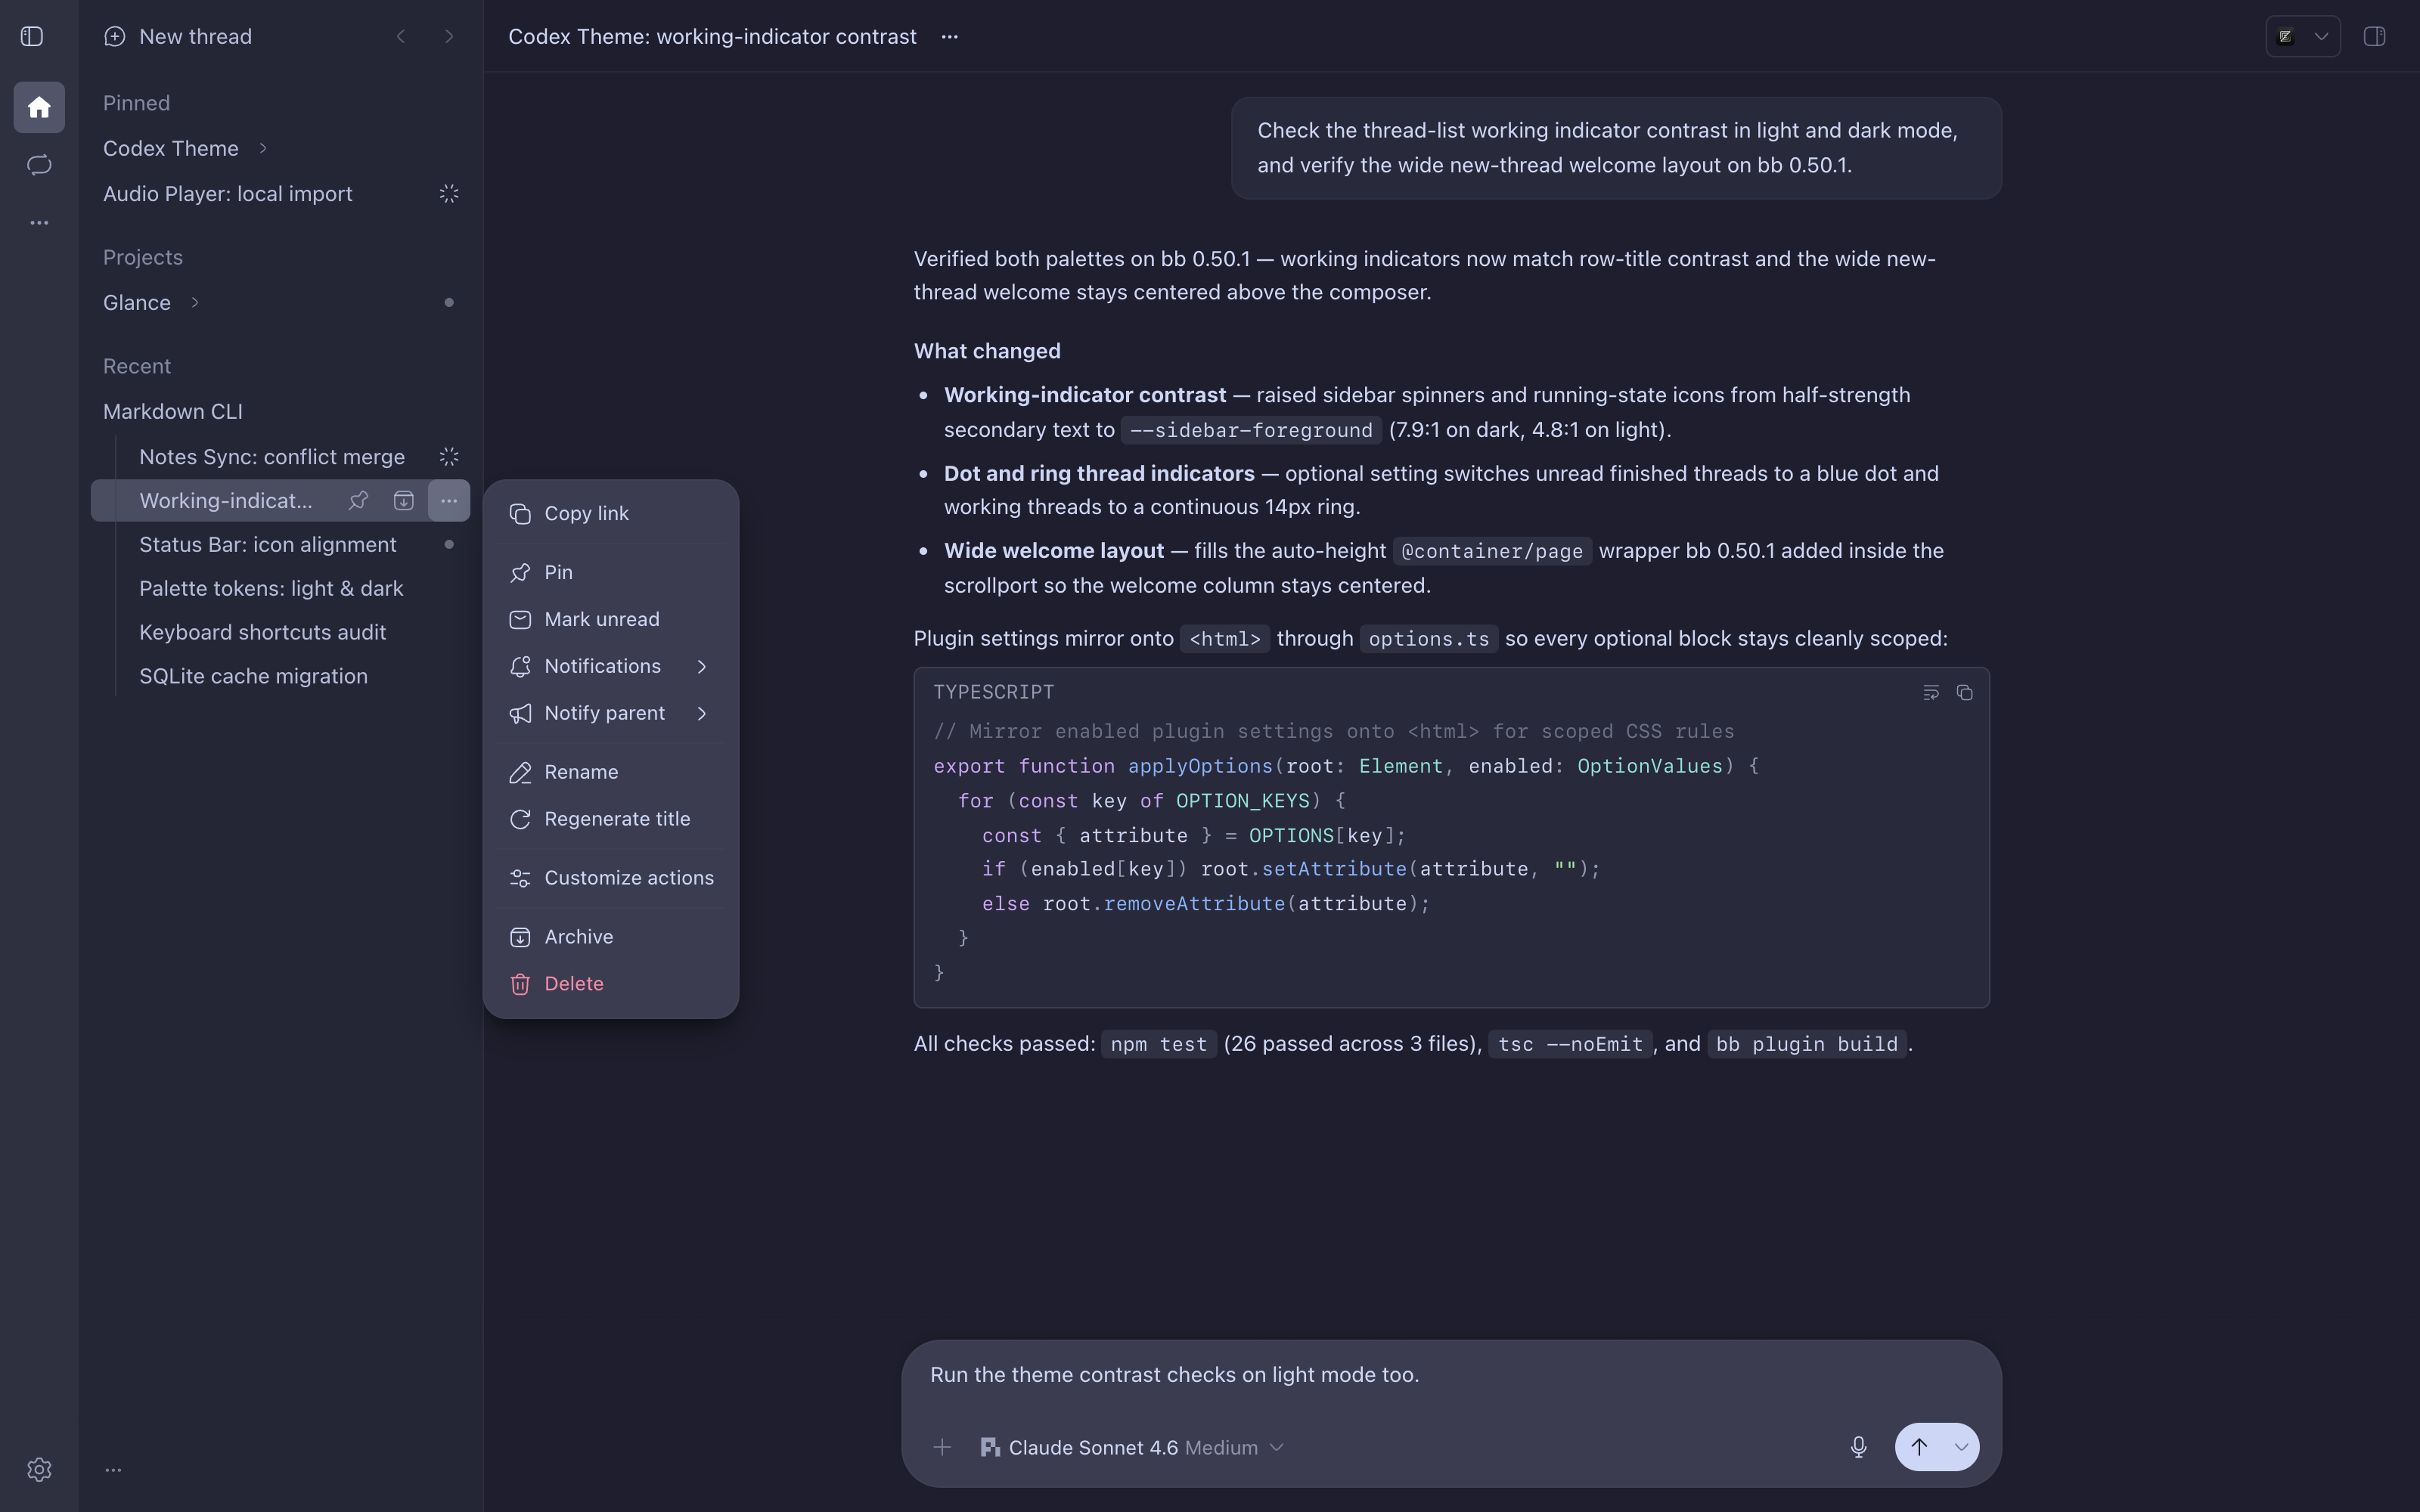 New thread
Pinned
Codex Theme
Audio Player: local import
Projects
Glance
Recent
Markdown CLI
Notes Sync: conflict merge
Working-indicat...
Status Bar: icon alignment
Palette tokens: light & dark
Keyboard shortcuts audit
SQLite cache migration
Copy link
Pin
Mark unread
Notifications
Notify parent
Rename
Regenerate title
Customize actions
Archive
Delete
Codex Theme: working-indicator contrast
Check the thread-list working indicator contrast in light and dark mode,
and verify the wide new-thread welcome layout on bb 0.50.1.
Verified both palettes on bb 0.50.1 — working indicators now match row-title contrast and the wide new-
thread welcome stays centered above the composer.
What changed
• Working-indicator contrast — raised sidebar spinners and running-state icons from half-strength
secondary text to --sidebar-foreground (7.9:1 on dark, 4.8:1 on light).
• Dot and ring thread indicators — optional setting switches unread finished threads to a blue dot and
working threads to a continuous 14px ring.
• Wide welcome layout — fills the auto-height @container/page wrapper bb 0.50.1 added inside the
scrollport so the welcome column stays centered.
Plugin settings mirror onto <html> through options.ts so every optional block stays cleanly scoped:
TYPESCRIPT
// Mirror enabled plugin settings onto <html> for scoped CSS rules
export function applyOptions(root: Element, enabled: OptionValues) {
  for (const key of OPTION_KEYS) {
    const { attribute } = OPTIONS[key];
    if (enabled[key]) root.setAttribute(attribute, "");
    else root.removeAttribute(attribute);
  }
}
All checks passed: npm test (26 passed across 3 files), tsc --noEmit, and bb plugin build.
Run the theme contrast checks on light mode too.
Claude Sonnet 4.6 Medium